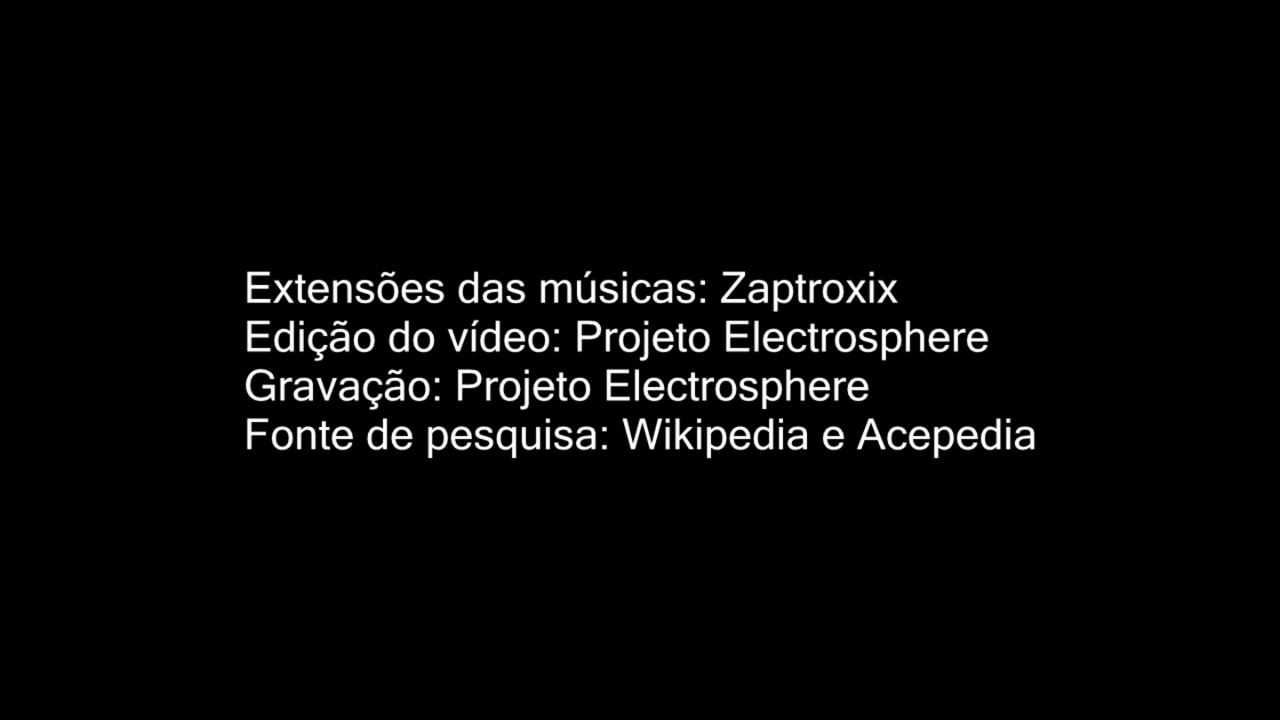 Extensões das músicas: Zaptroxix
Edição do vídeo: Projeto Electrosphere
Gravação: Projeto Electrosphere
Fonte de pesquisa: Wikipedia e Acepedia